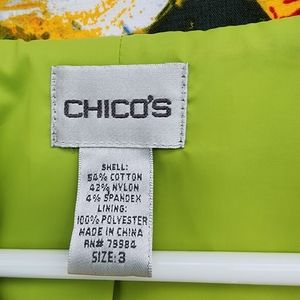 CHICO'S
SHELL:
54% COTTON
42% NYLON
4% SPANDEX
LINING:
100% POLYESTER
MADE IN CHINA
RN# 79984
SIZE: 3